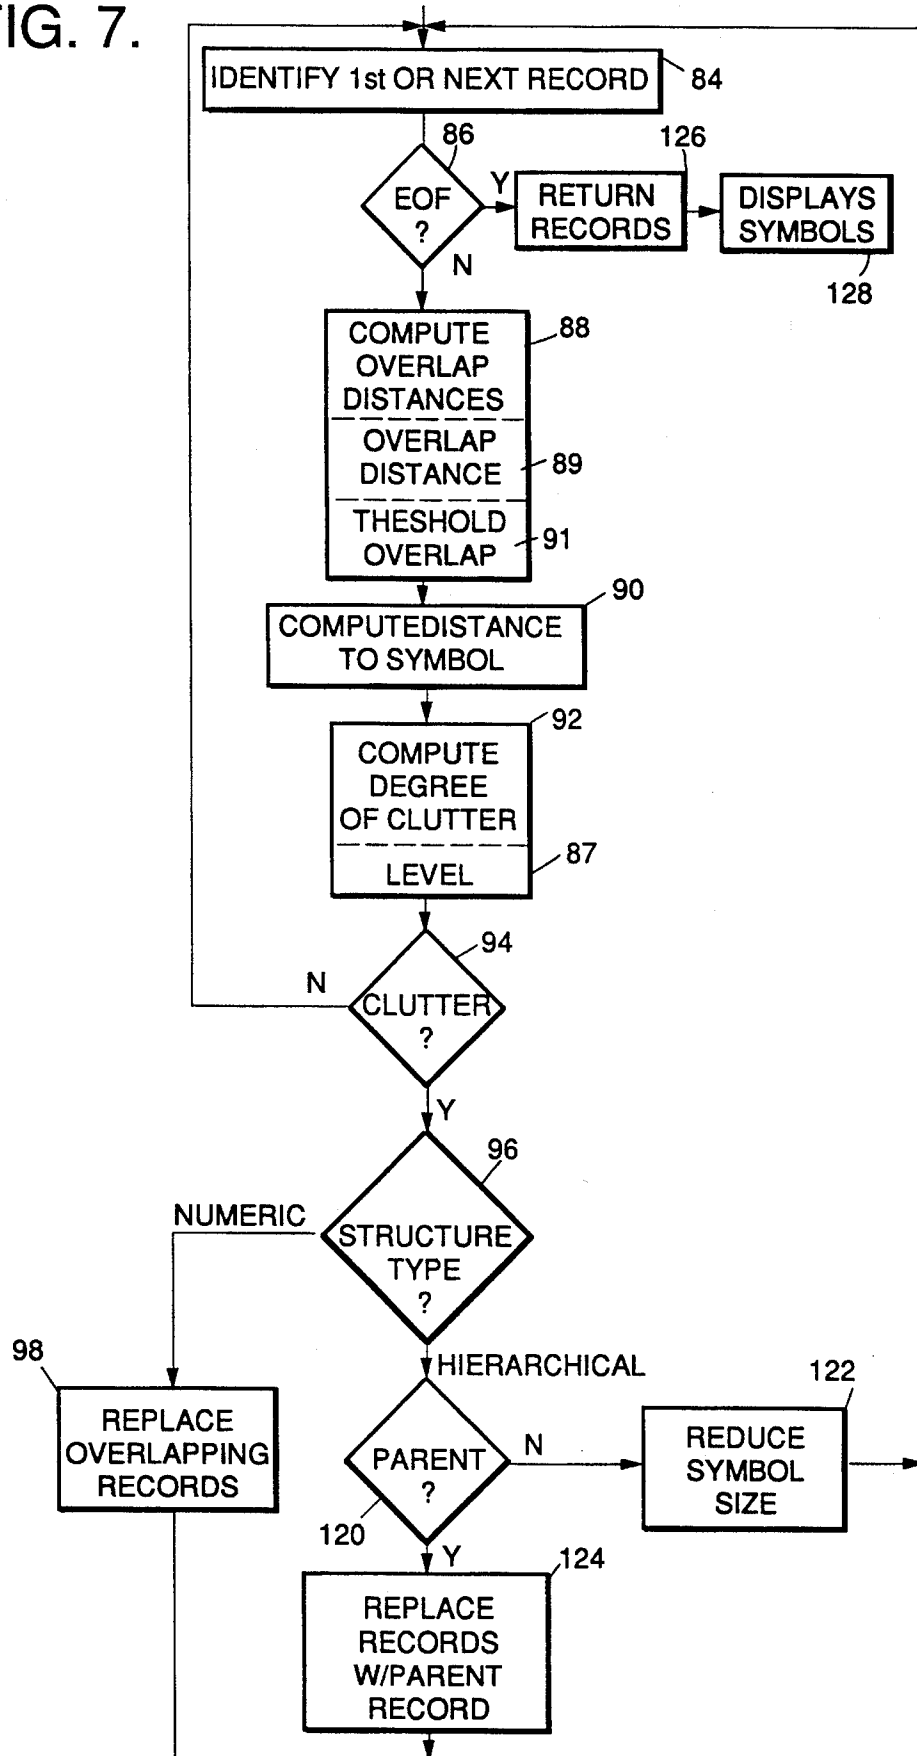 FIG. 7.
IDENTIFY 1st OR NEXT RECORD
84
86
EOF
?
Y
N
126
RETURN
RECORDS
DISPLAYS
SYMBOLS
128
COMPUTE
OVERLAP
DISTANCES
88
OVERLAP
DISTANCE
89
THESHOLD
OVERLAP
91
90
COMPUTEDISTANCE
TO SYMBOL
92
COMPUTE
DEGREE
OF CLUTTER
LEVEL
87
94
CLUTTER
?
N
Y
96
STRUCTURE
TYPE
?
NUMERIC
HIERARCHICAL
98
REPLACE
OVERLAPPING
RECORDS
PARENT
?
120
N
Y
122
REDUCE
SYMBOL
SIZE
124
REPLACE
RECORDS
W/PARENT
RECORD